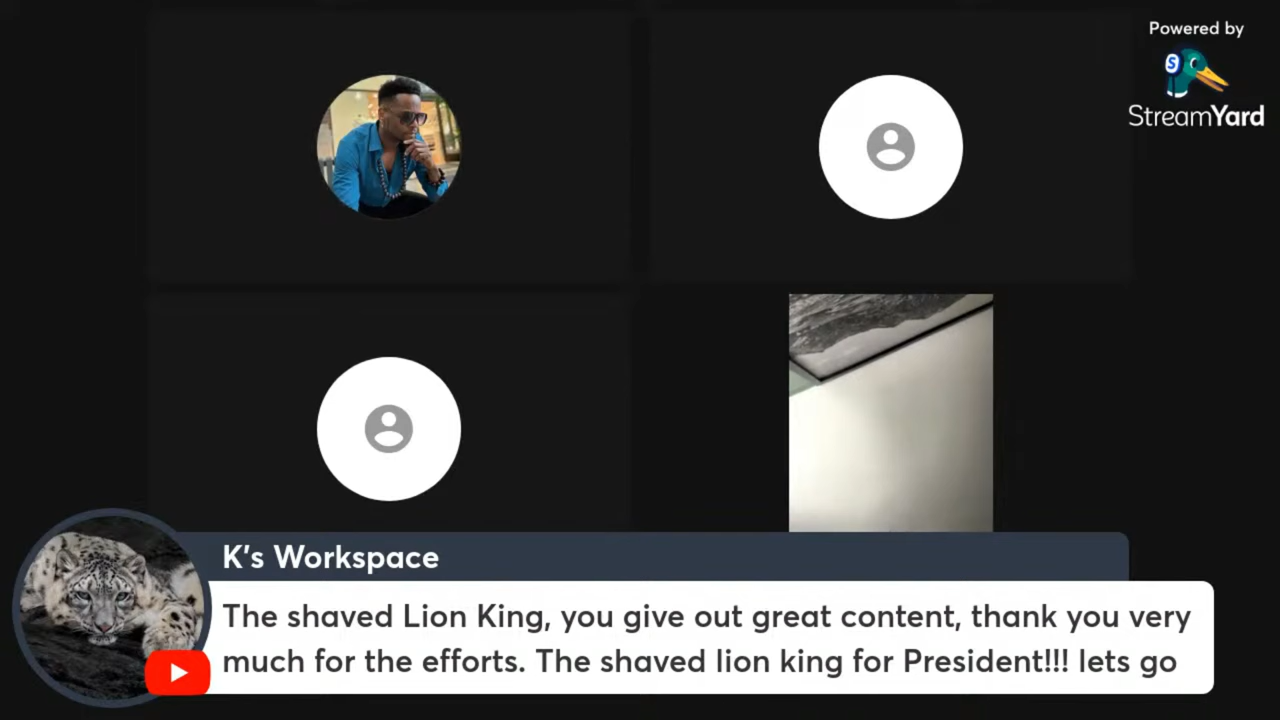 Powered by
S
StreamYard
K's Workspace
The shaved Lion King, you give out great content, thank you very
much for the efforts. The shaved lion king for President!!! lets go